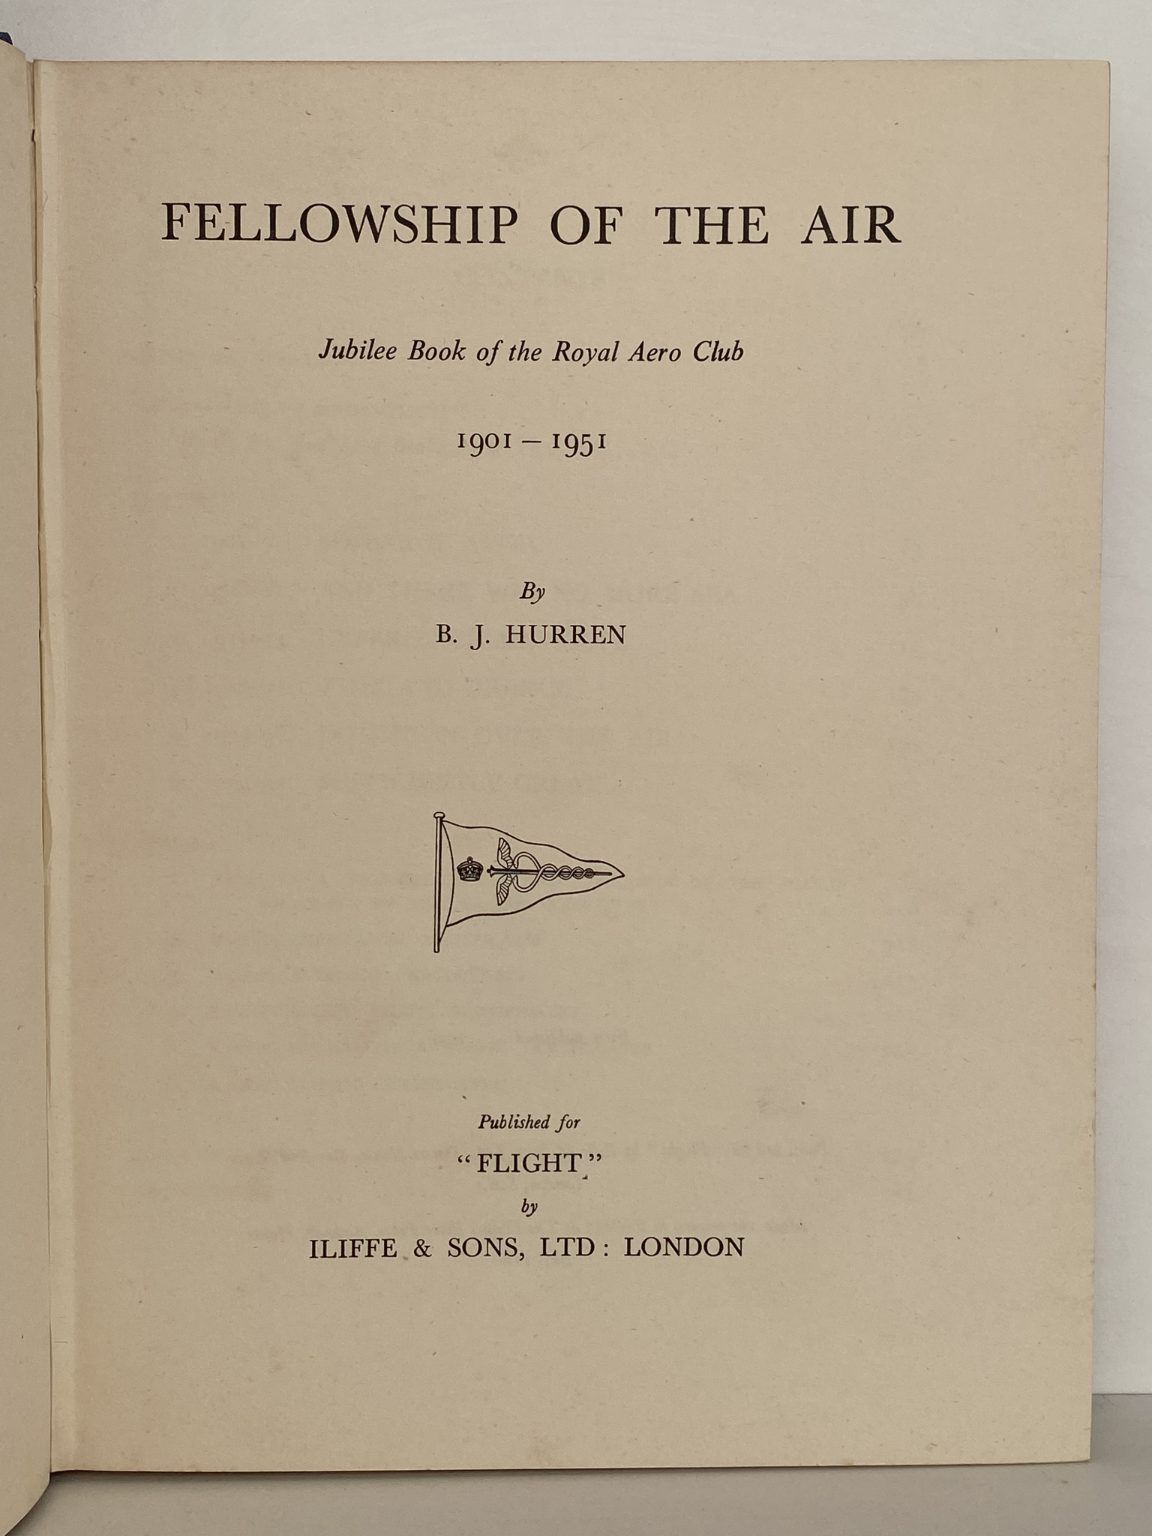 FELLOWSHIP OF THE AIR
Jubilee Book of the Royal Aero Club
1901 – 1951
By
B. J. HURREN
Published for
“FLIGHT”
by
ILIFFE & SONS, LTD : LONDON